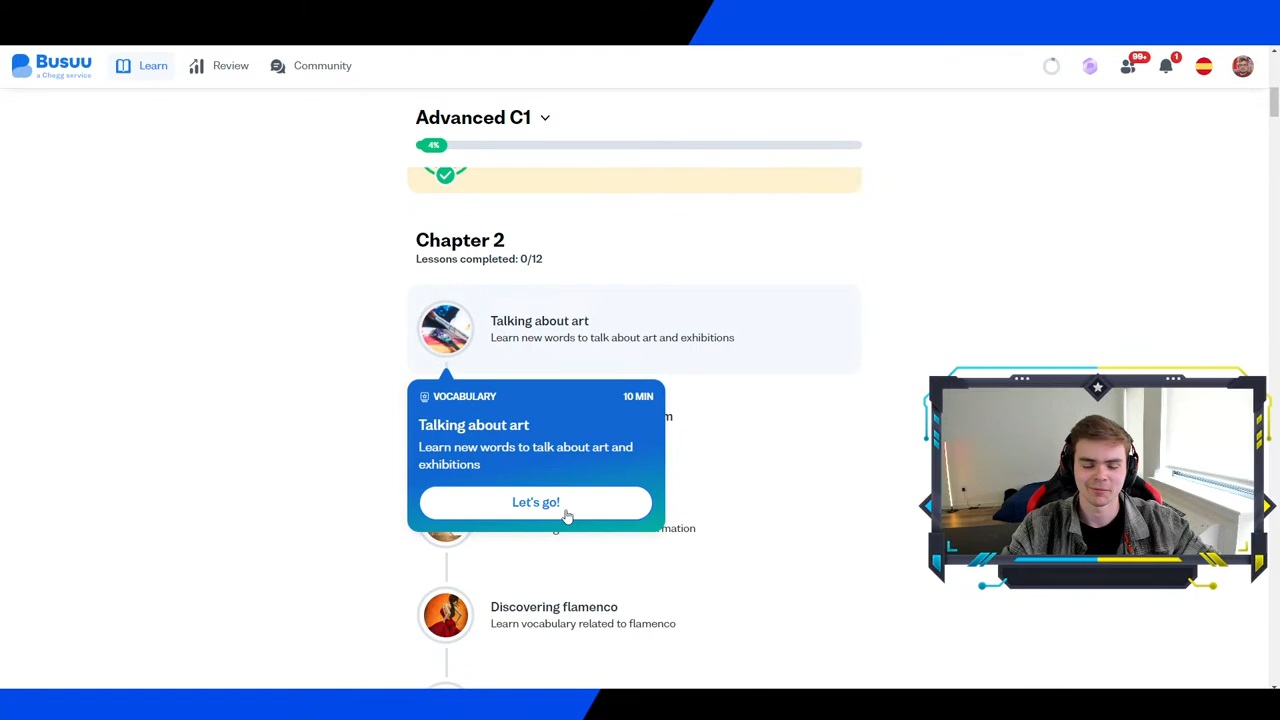 Busuu
a Chegg service
Learn
Review
Community
99+
1
Advanced C1
4%
Chapter 2
Lessons completed: 0/12
Talking about art
Learn new words to talk about art and exhibitions
VOCABULARY
10 MIN
Talking about art
Learn new words to talk about art and
exhibitions
Let's go!
Discovering flamenco
Learn vocabulary related to flamenco